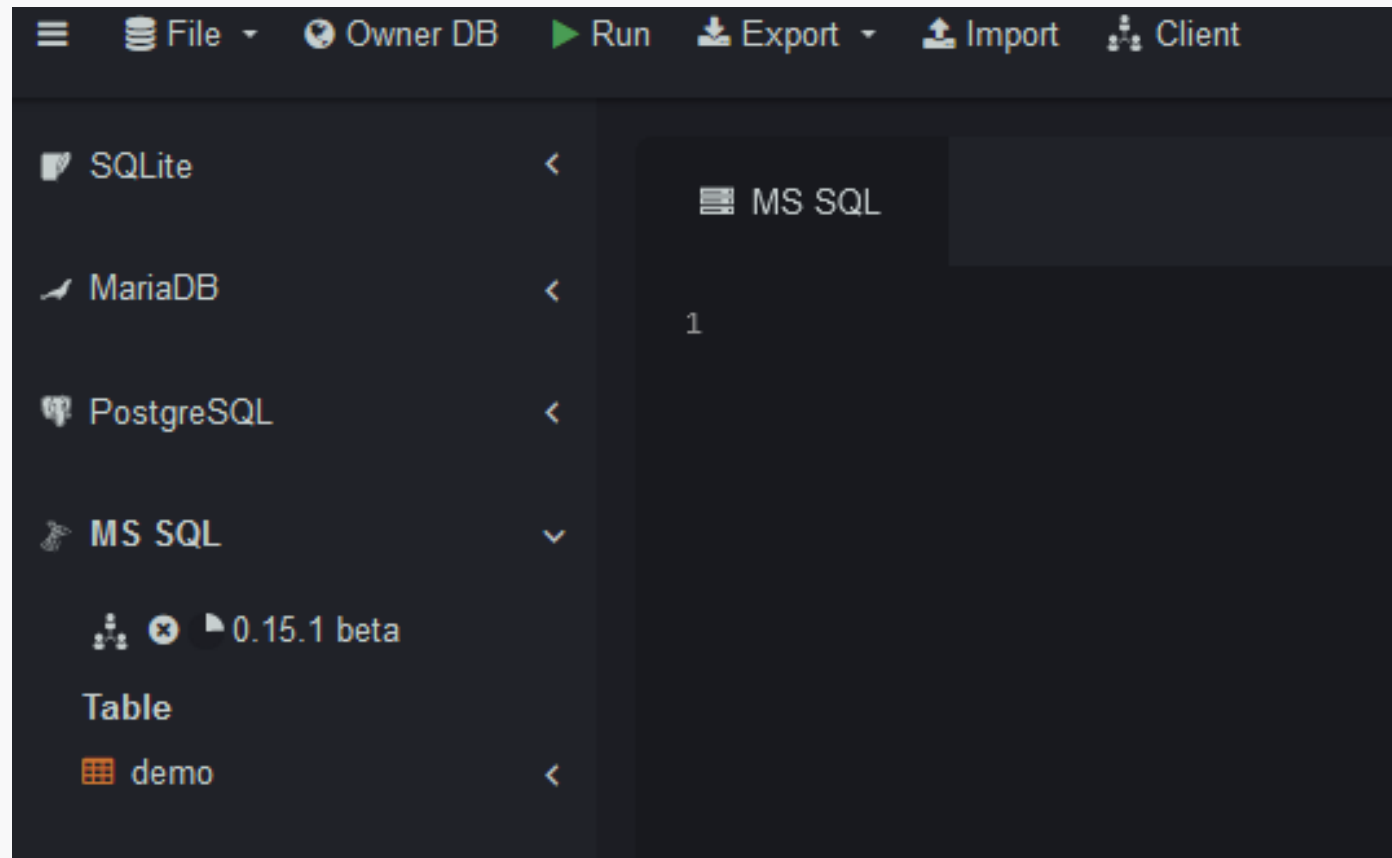 File Owner DB Run Export Import Client
SQLite
MS SQL
MariaDB
1
PostgreSQL
MS SQL
0.15.1 beta
Table
demo